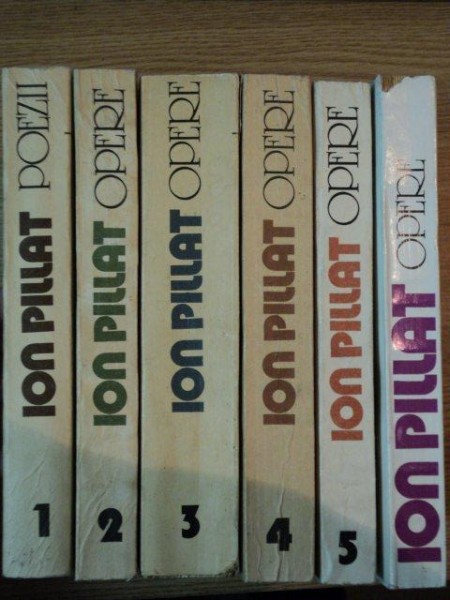 ION PILLAT POEZII
1
ION PILLAT OPERE
2
ION PILLAT OPERE
3
ION PILLAT OPERE
4
ION PILLAT OPERE
5
ION PILLAT OPERE